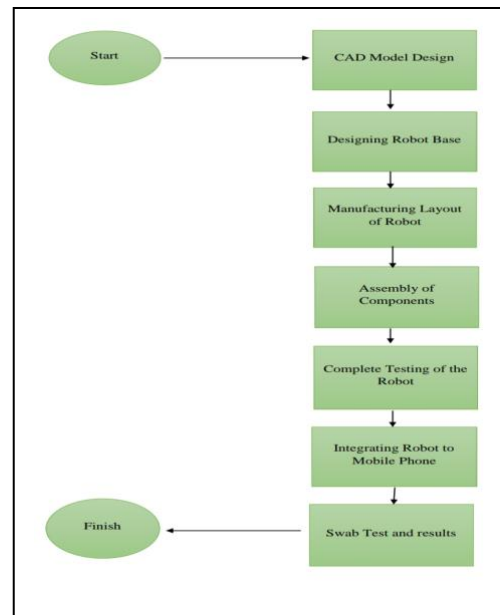 Start
CAD Model Design
Designing Robot Base
Manufacturing Layout
of Robot
Assembly of
Components
Complete Testing of the
Robot
Integrating Robot to
Mobile Phone
Swab Test and results
Finish